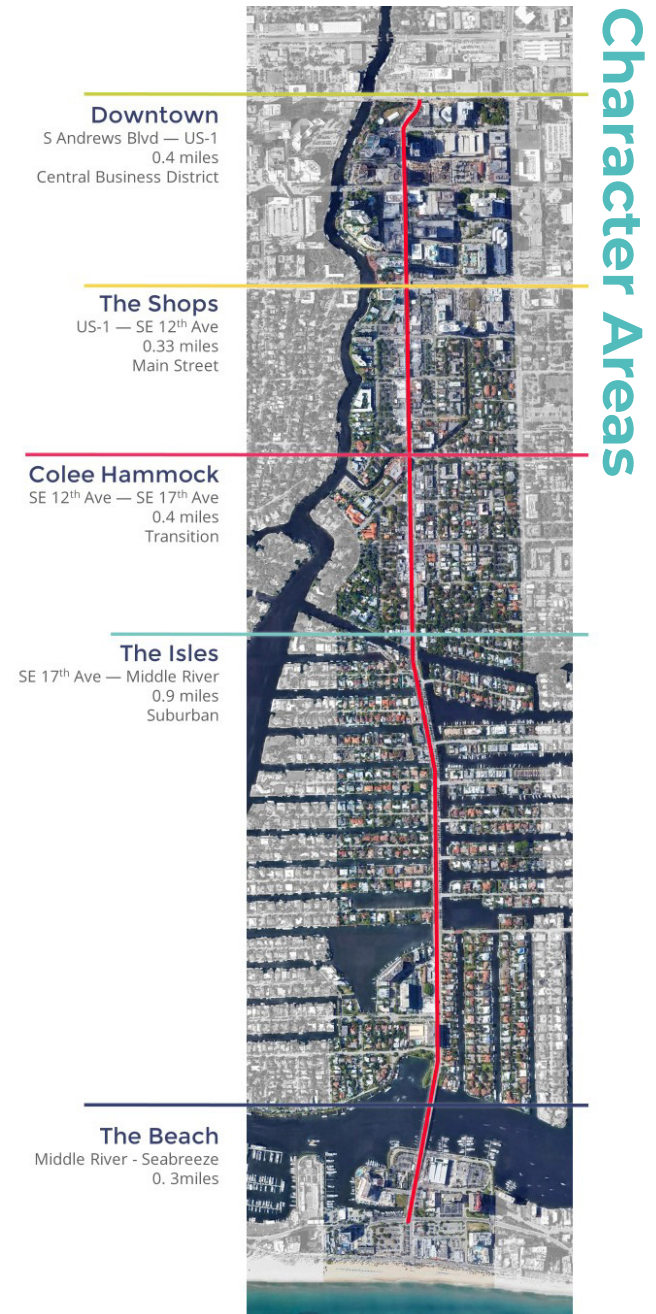 Character Areas
Downtown
S Andrews Blvd — US-1
0.4 miles
Central Business District
The Shops
US-1 — SE 12th Ave
0.33 miles
Main Street
Colee Hammock
SE 12th Ave — SE 17th Ave
0.4 miles
Transition
The Isles
SE 17th Ave — Middle River
0.9 miles
Suburban
The Beach
Middle River - Seabreeze
0. 3miles